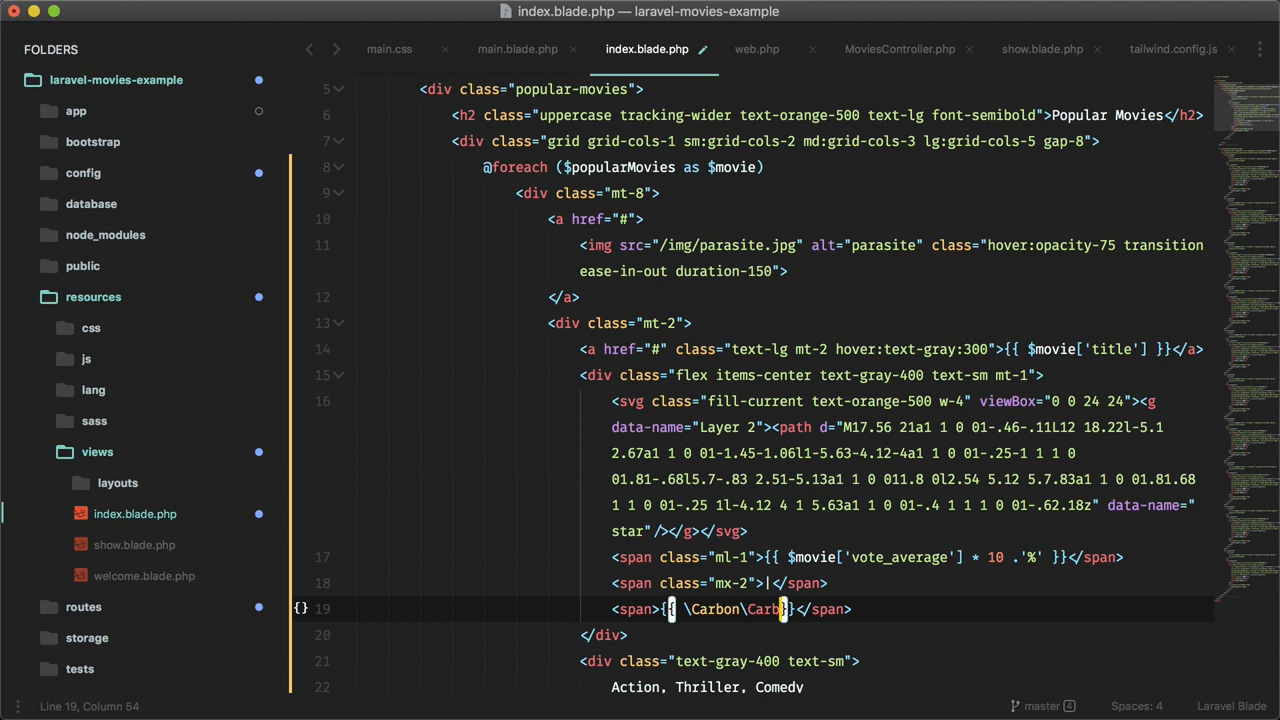 index.blade.php — laravel-movies-example
FOLDERS
laravel-movies-example
app
bootstrap
config
database
node_modules
public
resources
css
js
lang
sass
views
layouts
index.blade.php
show.blade.php
welcome.blade.php
routes
storage
tests
main.css × main.blade.php × index.blade.php web.php × MoviesController.php × show.blade.php × tailwind.config.js ×
5 <div class="popular-movies">
6 <h2 class="uppercase tracking-wider text-orange-500 text-lg font-semibold">Popular Movies</h2>
7 <div class="grid grid-cols-1 sm:grid-cols-2 md:grid-cols-3 lg:grid-cols-5 gap-8">
8 @foreach ($popularMovies as $movie)
9 <div class="mt-8">
10 <a href="#">
11 <img src="/img/parasite.jpg" alt="parasite" class="hover:opacity-75 transition
ease-in-out duration-150">
12 </a>
13 <div class="mt-2">
14 <a href="#" class="text-lg mt-2 hover:text-gray:300">{{ $movie['title'] }}</a>
15 <div class="flex items-center text-gray-400 text-sm mt-1">
16 <svg class="fill-current text-orange-500 w-4" viewBox="0 0 24 24"><g
data-name="Layer 2"><path d="M17.56 21a1 1 0 01-.46-.11L12 18.22l-5.1
2.67a1 1 0 01-1.45-1.06l1-5.63-4.12-4a1 1 0 01-.25-1 1 1 0
01.81-.68l5.7-.83 2.51-5.13a1 1 0 011.8 0l2.54 5.12 5.7.83a1 1 0 01.81.68
1 1 0 01-.25 1l-4.12 4 1 5.63a1 1 0 01-.4 1 1 1 0 01-.62.18z" data-name="
star"/></g></svg>
17 <span class="ml-1">{{ $movie['vote_average'] * 10 .'%' }}</span>
18 <span class="mx-2">|</span>
{} 19 <span>{{ \Carbon\Carb}}</span>
20 </div>
21 <div class="text-gray-400 text-sm">
22 Action, Thriller, Comedy
Line 19, Column 54
master 4 Spaces: 4 Laravel Blade